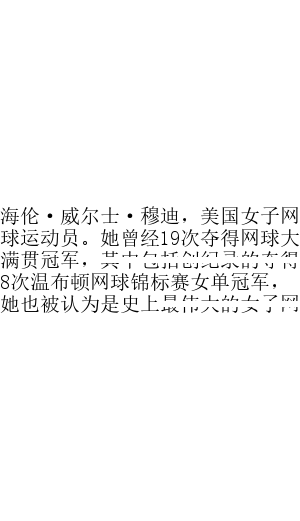 海伦·威尔士·穆迪，美国女子网
球运动员。她曾经19次夺得网球大
满贯冠军，其中包括创纪录的夺得
8次温布顿网球锦标赛女单冠军，
她也被认为是史上最伟大的女子网